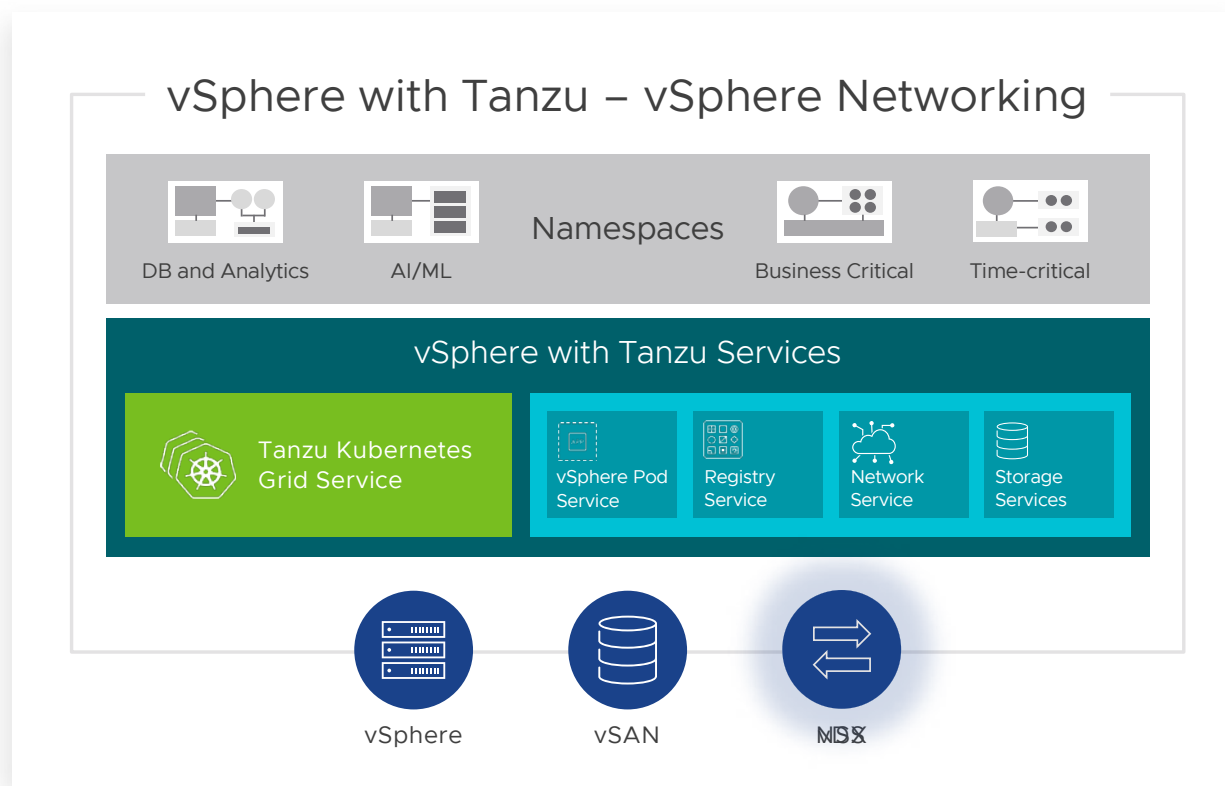 vSphere with Tanzu – vSphere Networking
Namespaces
DB and Analytics
AI/ML
Business Critical
Time-critical
vSphere with Tanzu Services
Tanzu Kubernetes
Grid Service
vSphere Pod
Service
Registry
Service
Network
Service
Storage
Services
vSphere
vSAN